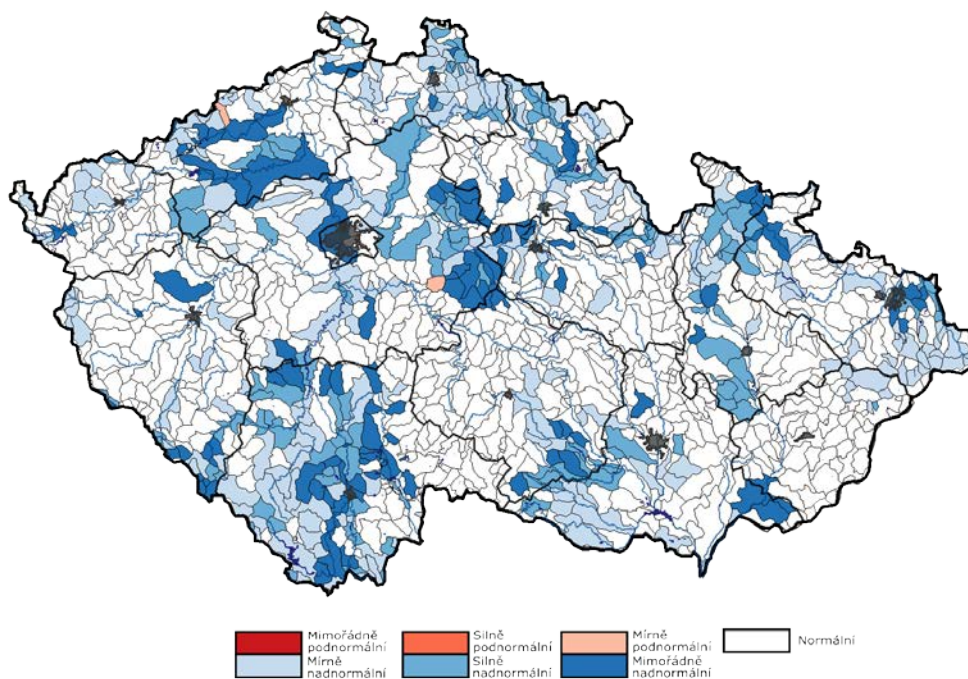 Mimořádně
podnormální
Silně
podnormální
Mírně
podnormální
Normální
Mírně
nadnormální
Silně
nadnormální
Mimořádně
nadnormální